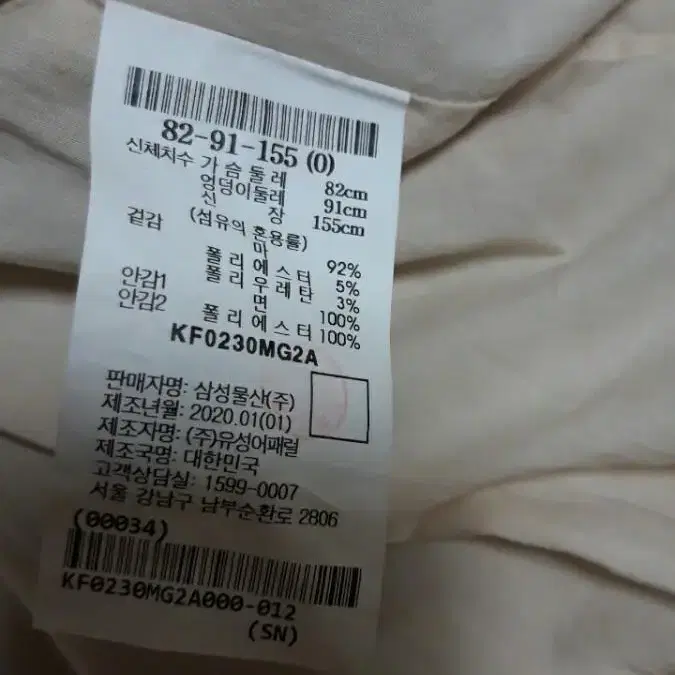 82-91-155 (0)
신체치수 가 슴 둘 레 82cm
엉덩이둘레 91cm
신 장 155cm
겉감 (섬유의 혼용률)
마 92%
폴 리 에 스 터 5%
폴 리 우 레 탄 3%
안감1 면 100%
안감2 폴 리 에 스 터 100%
KF0230MG2A
판매자명: 삼성물산(주)
제조년월: 2020.01(01)
제조자명: (주)유성어패럴
제조국명: 대한민국
고객상담실: 1599-0007
서울 강남구 남부순환로 2806
(00034)
KF0230MG2A000-012
(SN)